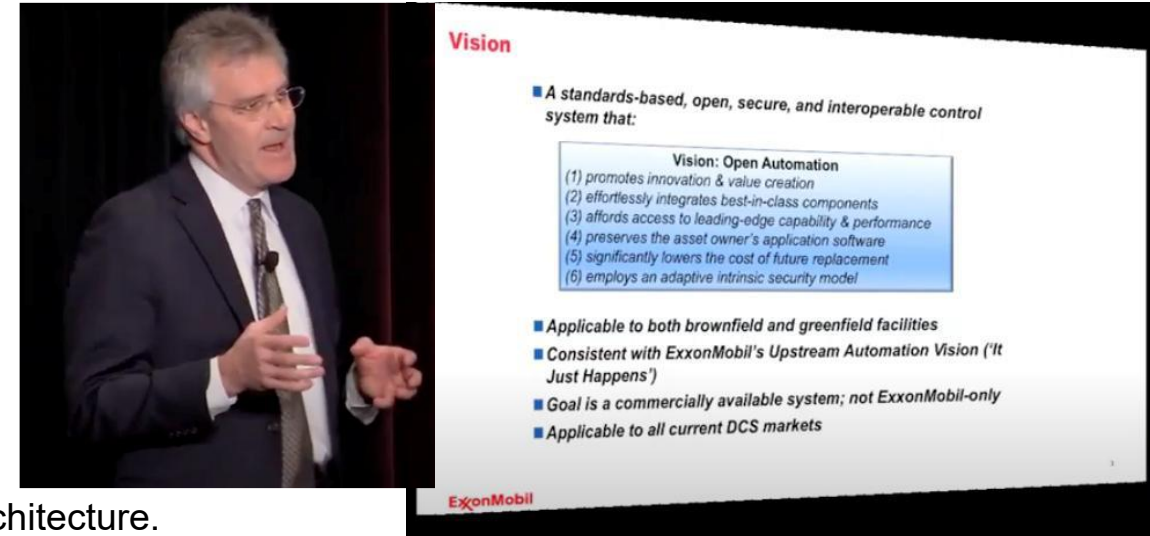 Vision
■ A standards-based, open, secure, and interoperable control
system that:
Vision: Open Automation
(1) promotes innovation & value creation
(2) effortlessly integrates best-in-class components
(3) affords access to leading-edge capability & performance
(4) preserves the asset owner's application software
(5) significantly lowers the cost of future replacement
(6) employs an adaptive intrinsic security model
■ Applicable to both brownfield and greenfield facilities
■ Consistent with ExxonMobil's Upstream Automation Vision ('It
Just Happens')
■ Goal is a commercially available system; not ExxonMobil-only
■ Applicable to all current DCS markets
3
ExxonMobil
chitecture.